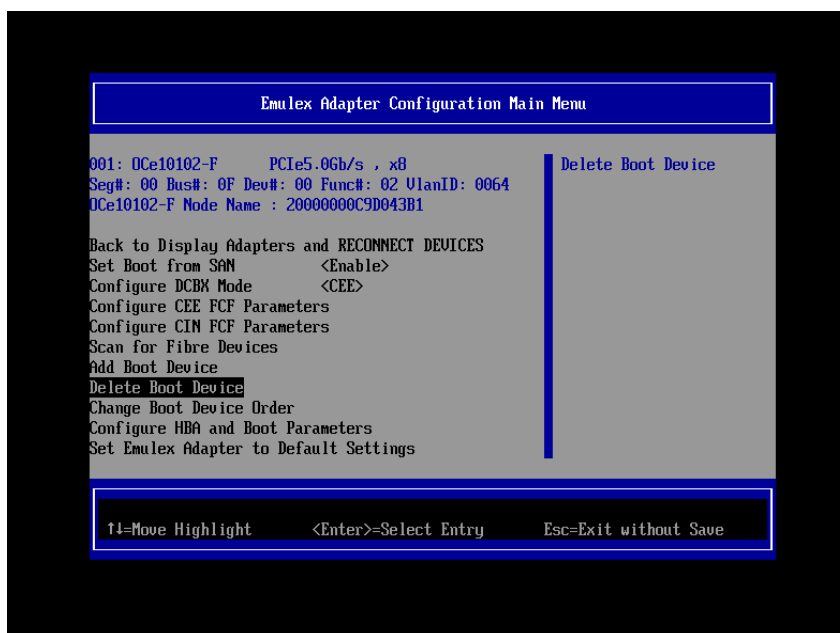 Emulex Adapter Configuration Main Menu
001: OCe10102-F PCIe5.0Gb/s , x8
Seg#: 00 Bus#: 0F Dev#: 00 Func#: 02 VlanID: 0064
OCe10102-F Node Name : 20000000C9D043B1
Back to Display Adapters and RECONNECT DEVICES
Set Boot from SAN <Enable>
Configure DCBX Mode <CEE>
Configure CEE FCF Parameters
Configure CIN FCF Parameters
Scan for Fibre Devices
Add Boot Device
Delete Boot Device
Change Boot Device Order
Configure HBA and Boot Parameters
Set Emulex Adapter to Default Settings
Delete Boot Device
↑↓=Move Highlight <Enter>=Select Entry Esc=Exit without Save